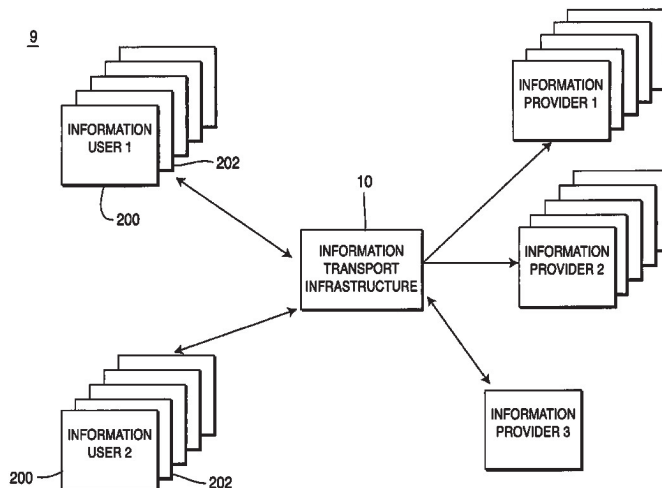 9
INFORMATION
USER 1
202
200
INFORMATION
PROVIDER 1
10
INFORMATION
TRANSPORT
INFRASTRUCTURE
INFORMATION
PROVIDER 2
INFORMATION
USER 2
200
202
INFORMATION
PROVIDER 3